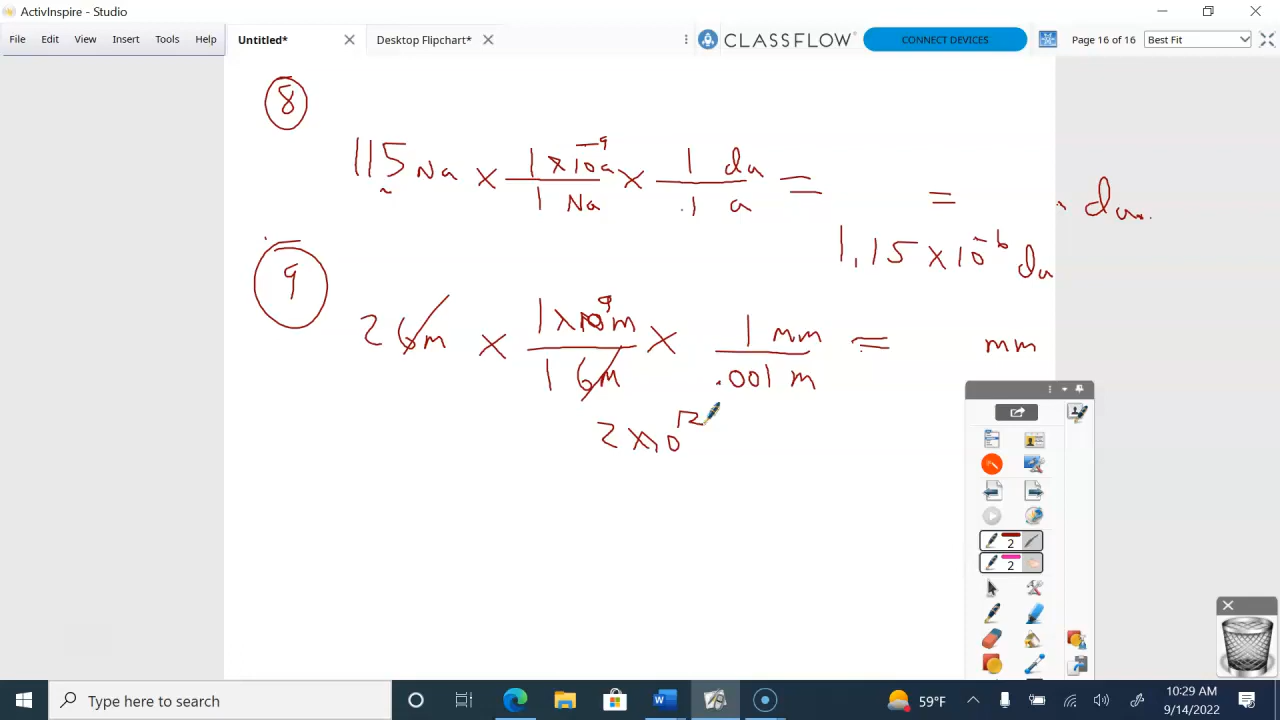 ActivInspire - Studio
File Edit View Insert Tools Help Untitled* Desktop Flipchart* CLASSFLOW CONNECT DEVICES Page 16 of 16 Best Fit
8
115 Na × 1 × 10⁻⁹ a / 1 Na × 1 da / .1 a = = da
1.15 × 10⁻⁶ da
9
2 Gm × 1 × 10⁹ m / 1 Gm × 1 mm / .001 m = mm
2 × 10¹²
2
2
Type here to search
59°F
10:29 AM
9/14/2022